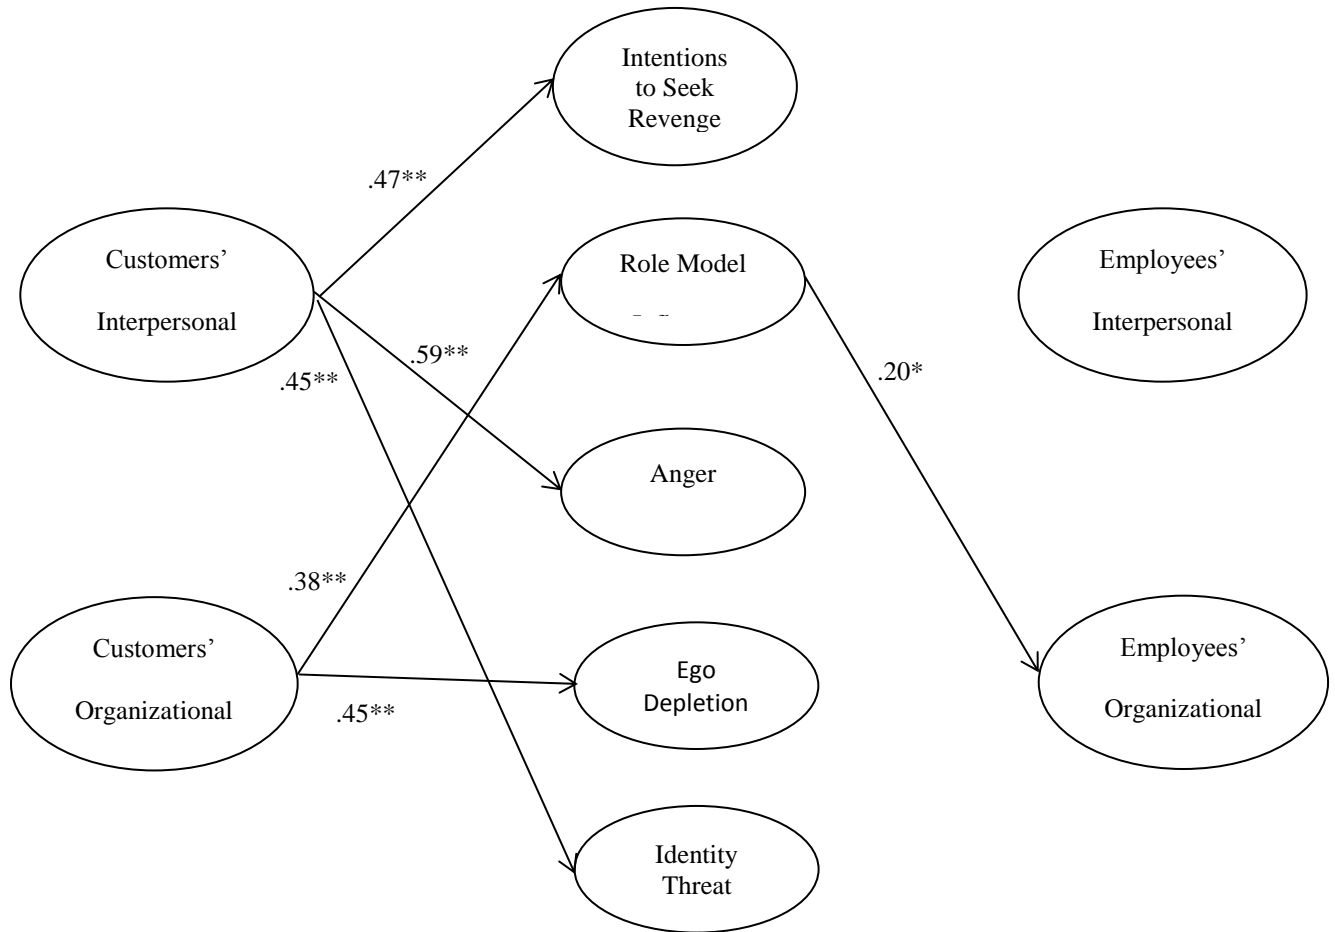 Intentions
to Seek
Revenge
.47**
Customers’
Interpersonal
Role Model
Employees’
Interpersonal
.59**
.45**
.20*
Anger
.38**
Customers’
Organizational
Ego
Depletion
.45**
Employees’
Organizational
Identity
Threat